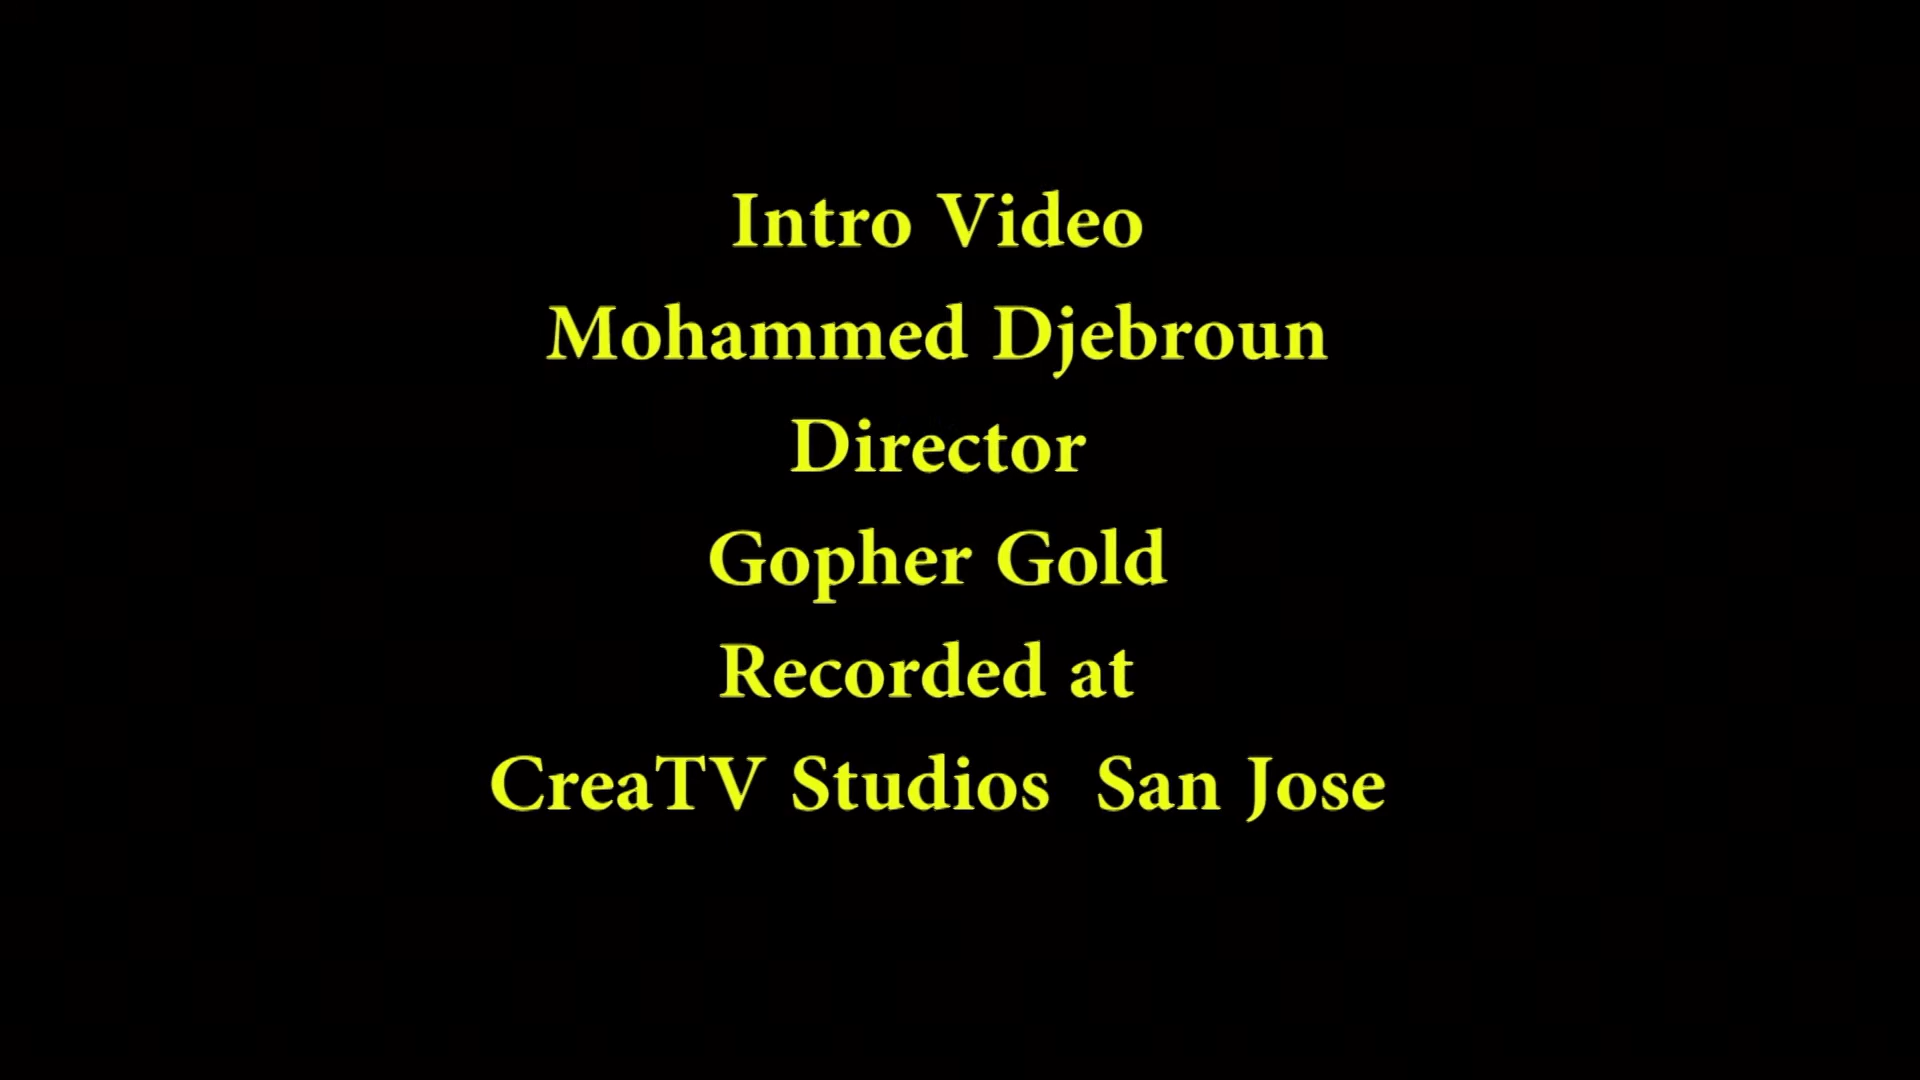 Intro Video
Mohammed Djebroun
Director
Gopher Gold
Recorded at
CreaTV Studios  San Jose